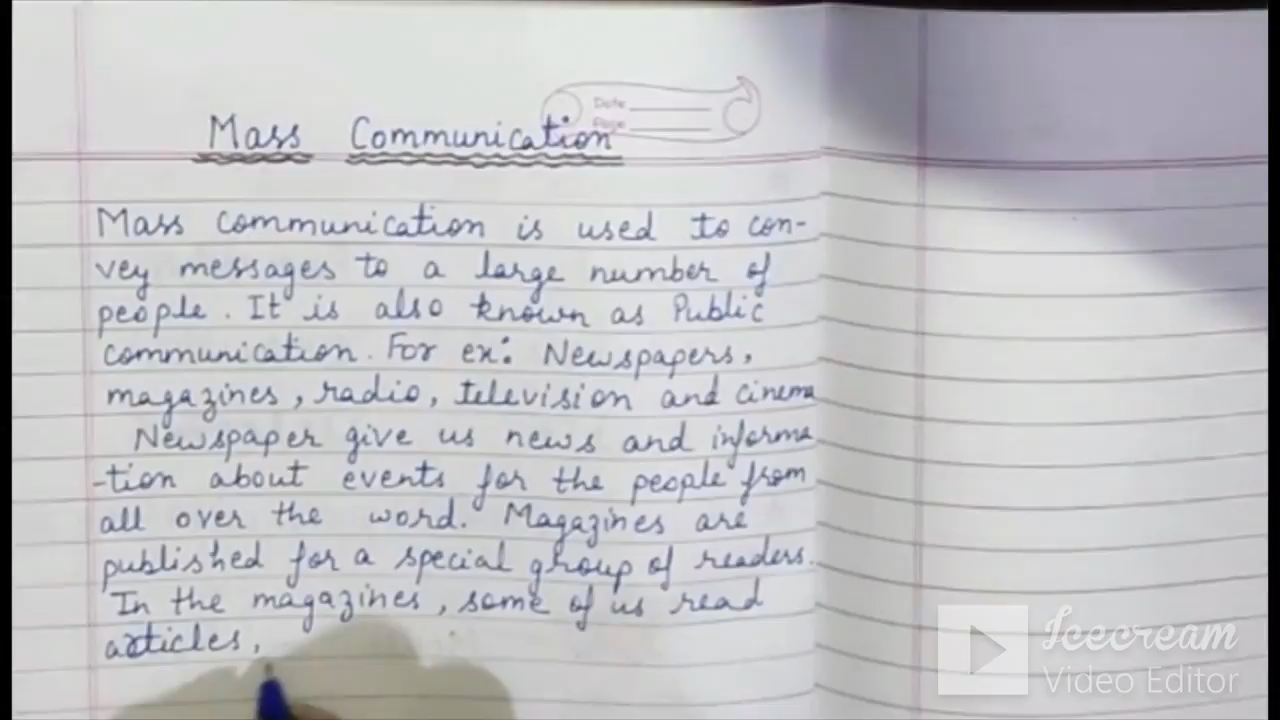 Date
Page
Mass Communication
Mass communication is used to con-
vey messages to a large number of
people. It is also known as Public
communication. For ex: Newspapers,
magazines, radio, television and cinema
Newspaper give us news and informa
-tion about events for the people from
all over the word. Magazines are
published for a special group of readers.
In the magazines, some of us read
articles,
Icecream
Video Editor